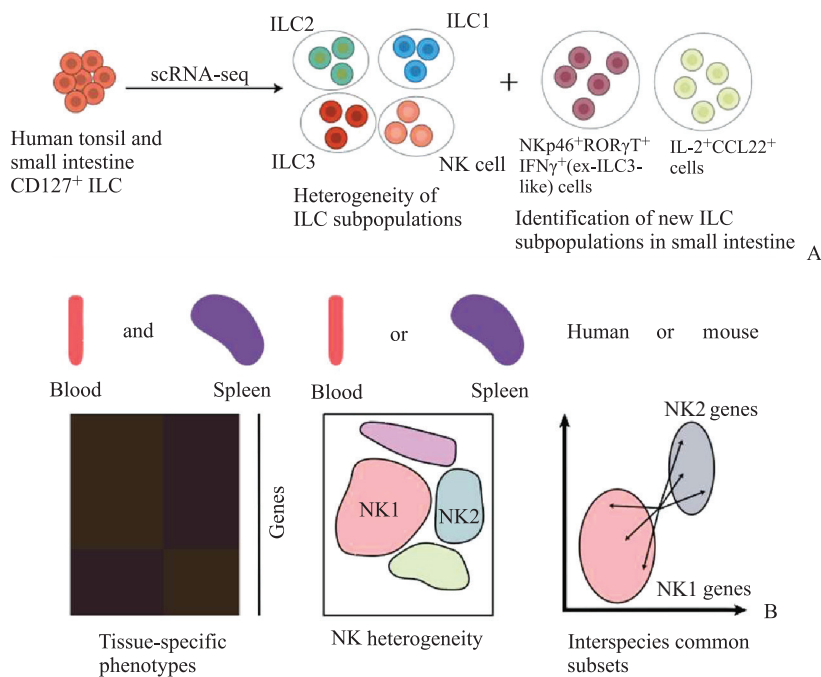 ILC2
ILC1
scRNA-seq
+
Human tonsil and
small intestine
CD127⁺ ILC
ILC3
NK cell
Heterogeneity of
ILC subpopulations
NKp46⁺RORγT⁺
IFNγ⁺(ex-ILC3-
like) cells
IL-2⁺CCL22⁺
cells
Identification of new ILC
subpopulations in small intestine
A
and
Blood
Spleen
or
Blood
Spleen
Human or mouse
Genes
Tissue-specific
phenotypes
NK1
NK2
NK heterogeneity
NK2 genes
NK1 genes
B
Interspecies common
subsets